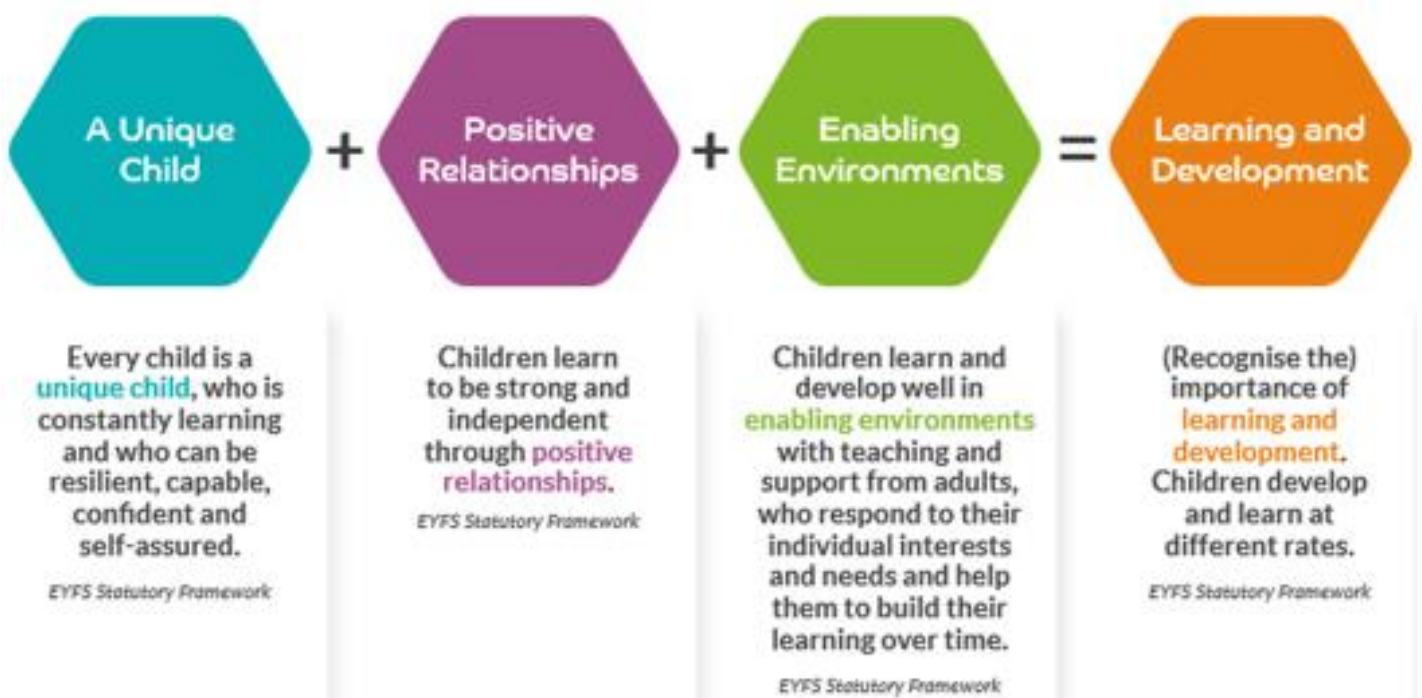 A Unique
Child
+
Positive
Relationships
+
Enabling
Environments
=
Learning and
Development
Every child is a
unique child, who is
constantly learning
and who can be
resilient, capable,
confident and
self-assured.
EYFS Statutory Framework
Children learn
to be strong and
independent
through positive
relationships.
EYFS Statutory Framework
Children learn and
develop well in
enabling environments
with teaching and
support from adults,
who respond to their
individual interests
and needs and help
them to build their
learning over time.
EYFS Statutory Framework
(Recognise the)
importance of
learning and
development.
Children develop
and learn at
different rates.
EYFS Statutory Framework